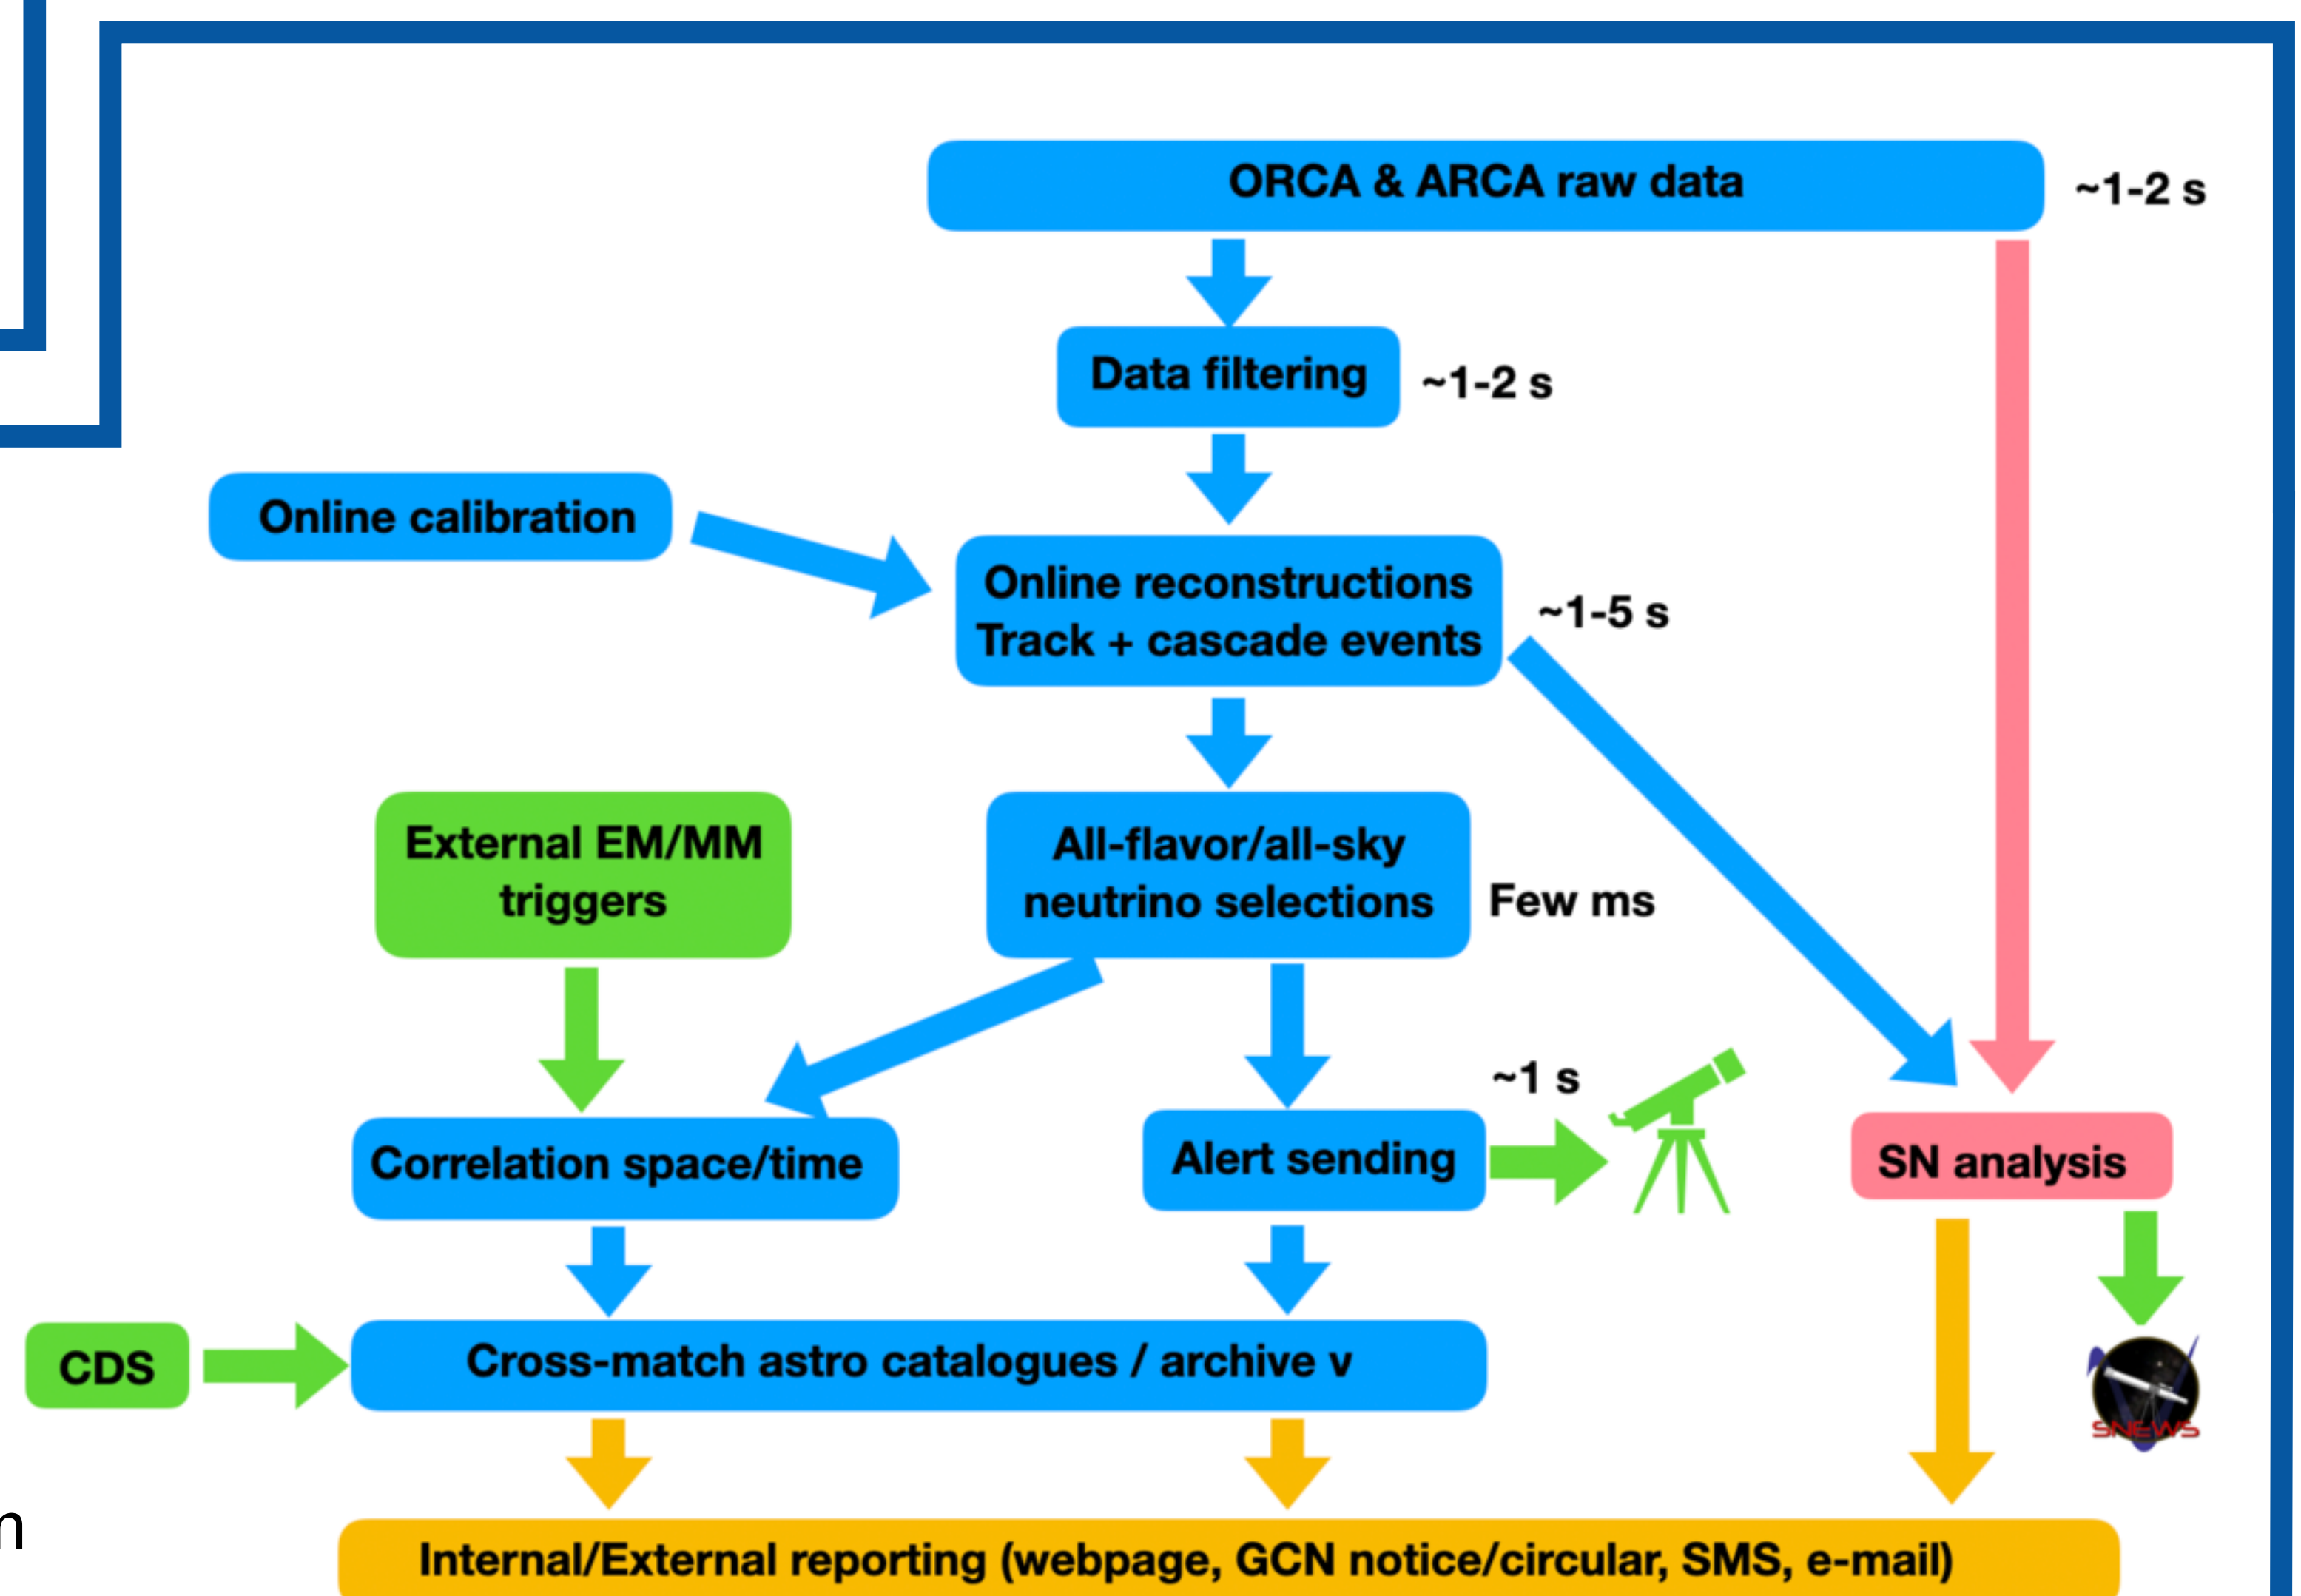 ORCA & ARCA raw data
~1-2 s
Data filtering
~1-2 s
Online calibration
Online reconstructions
Track + cascade events
~1-5 s
External EM/MM
triggers
All-flavor/all-sky
neutrino selections
Few ms
~1 s
Correlation space/time
Alert sending
SN analysis
CDS
Cross-match astro catalogues / archive ν
SNEWS
n
Internal/External reporting (webpage, GCN notice/circular, SMS, e-mail)